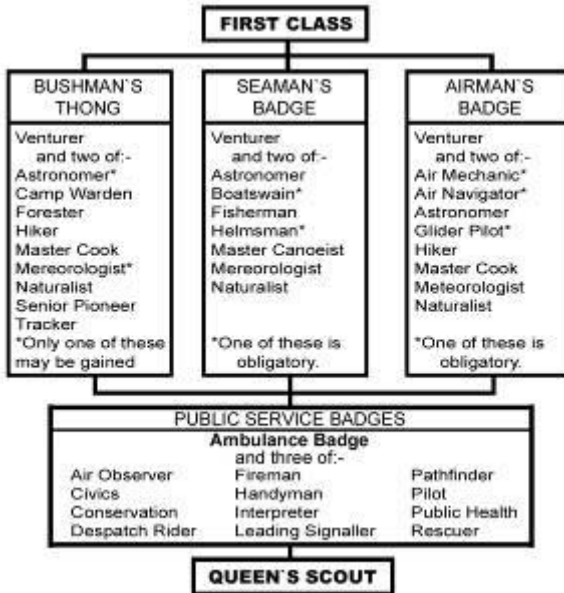 FIRST CLASS
BUSHMAN`S
THONG
Venturer
and two of:-
Astronomer*
Camp Warden
Forester
Hiker
Master Cook
Mereorologist*
Naturalist
Senior Pioneer
Tracker
*Only one of these
may be gained
SEAMAN`S
BADGE
Venturer
and two of:-
Astronomer
Boatswain*
Fisherman
Helmsman*
Master Canoeist
Mereorologist
Naturalist
*One of these is
obligatory.
AIRMAN`S
BADGE
Venturer
and two of:-
Air Mechanic*
Air Navigator*
Astronomer
Glider Pilot*
Hiker
Master Cook
Meteorologist
Naturalist
*One of these is
obligatory.
PUBLIC SERVICE BADGES
Ambulance Badge
and three of:-
Air Observer Fireman Pathfinder
Civics Handyman Pilot
Conservation Interpreter Public Health
Despatch Rider Leading Signaller Rescuer
QUEEN`S SCOUT